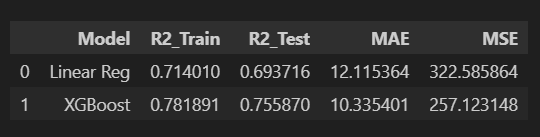 Model R2_Train R2_Test MAE MSE
0 Linear Reg 0.714010 0.693716 12.115364 322.585864
1 XGBoost 0.781891 0.755870 10.335401 257.123148